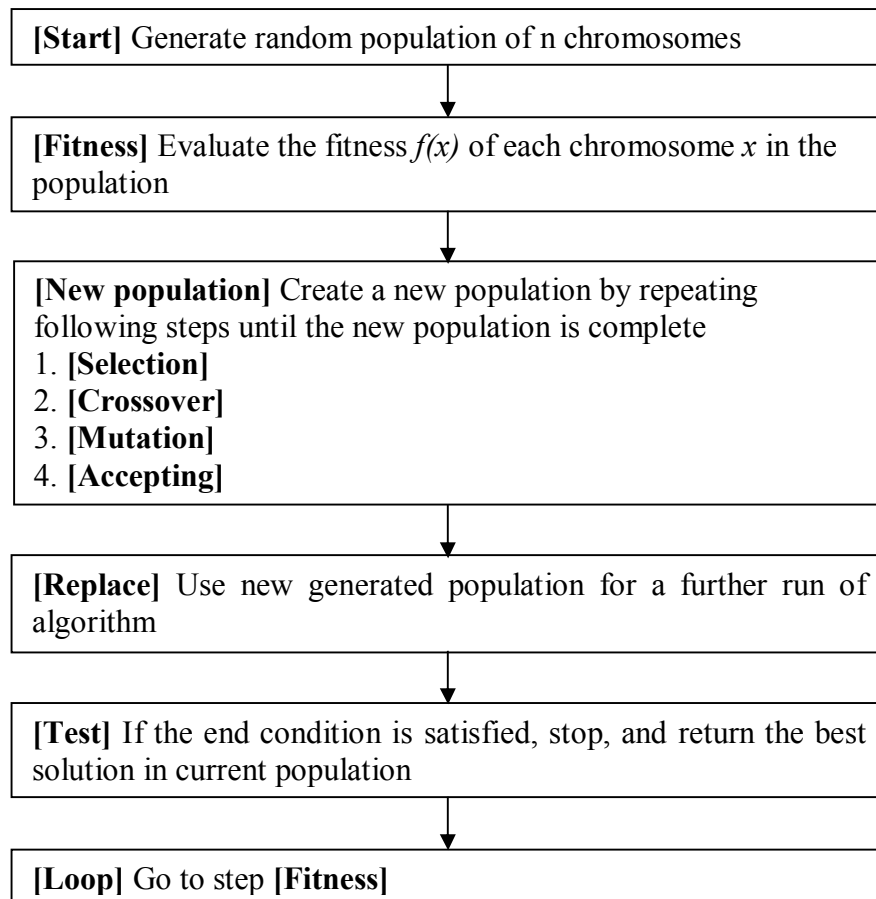 [Start] Generate random population of n chromosomes
[Fitness] Evaluate the fitness f(x) of each chromosome x in the
population
[New population] Create a new population by repeating
following steps until the new population is complete
1. [Selection]
2. [Crossover]
3. [Mutation]
4. [Accepting]
[Replace] Use new generated population for a further run of
algorithm
[Test] If the end condition is satisfied, stop, and return the best
solution in current population
[Loop] Go to step [Fitness]